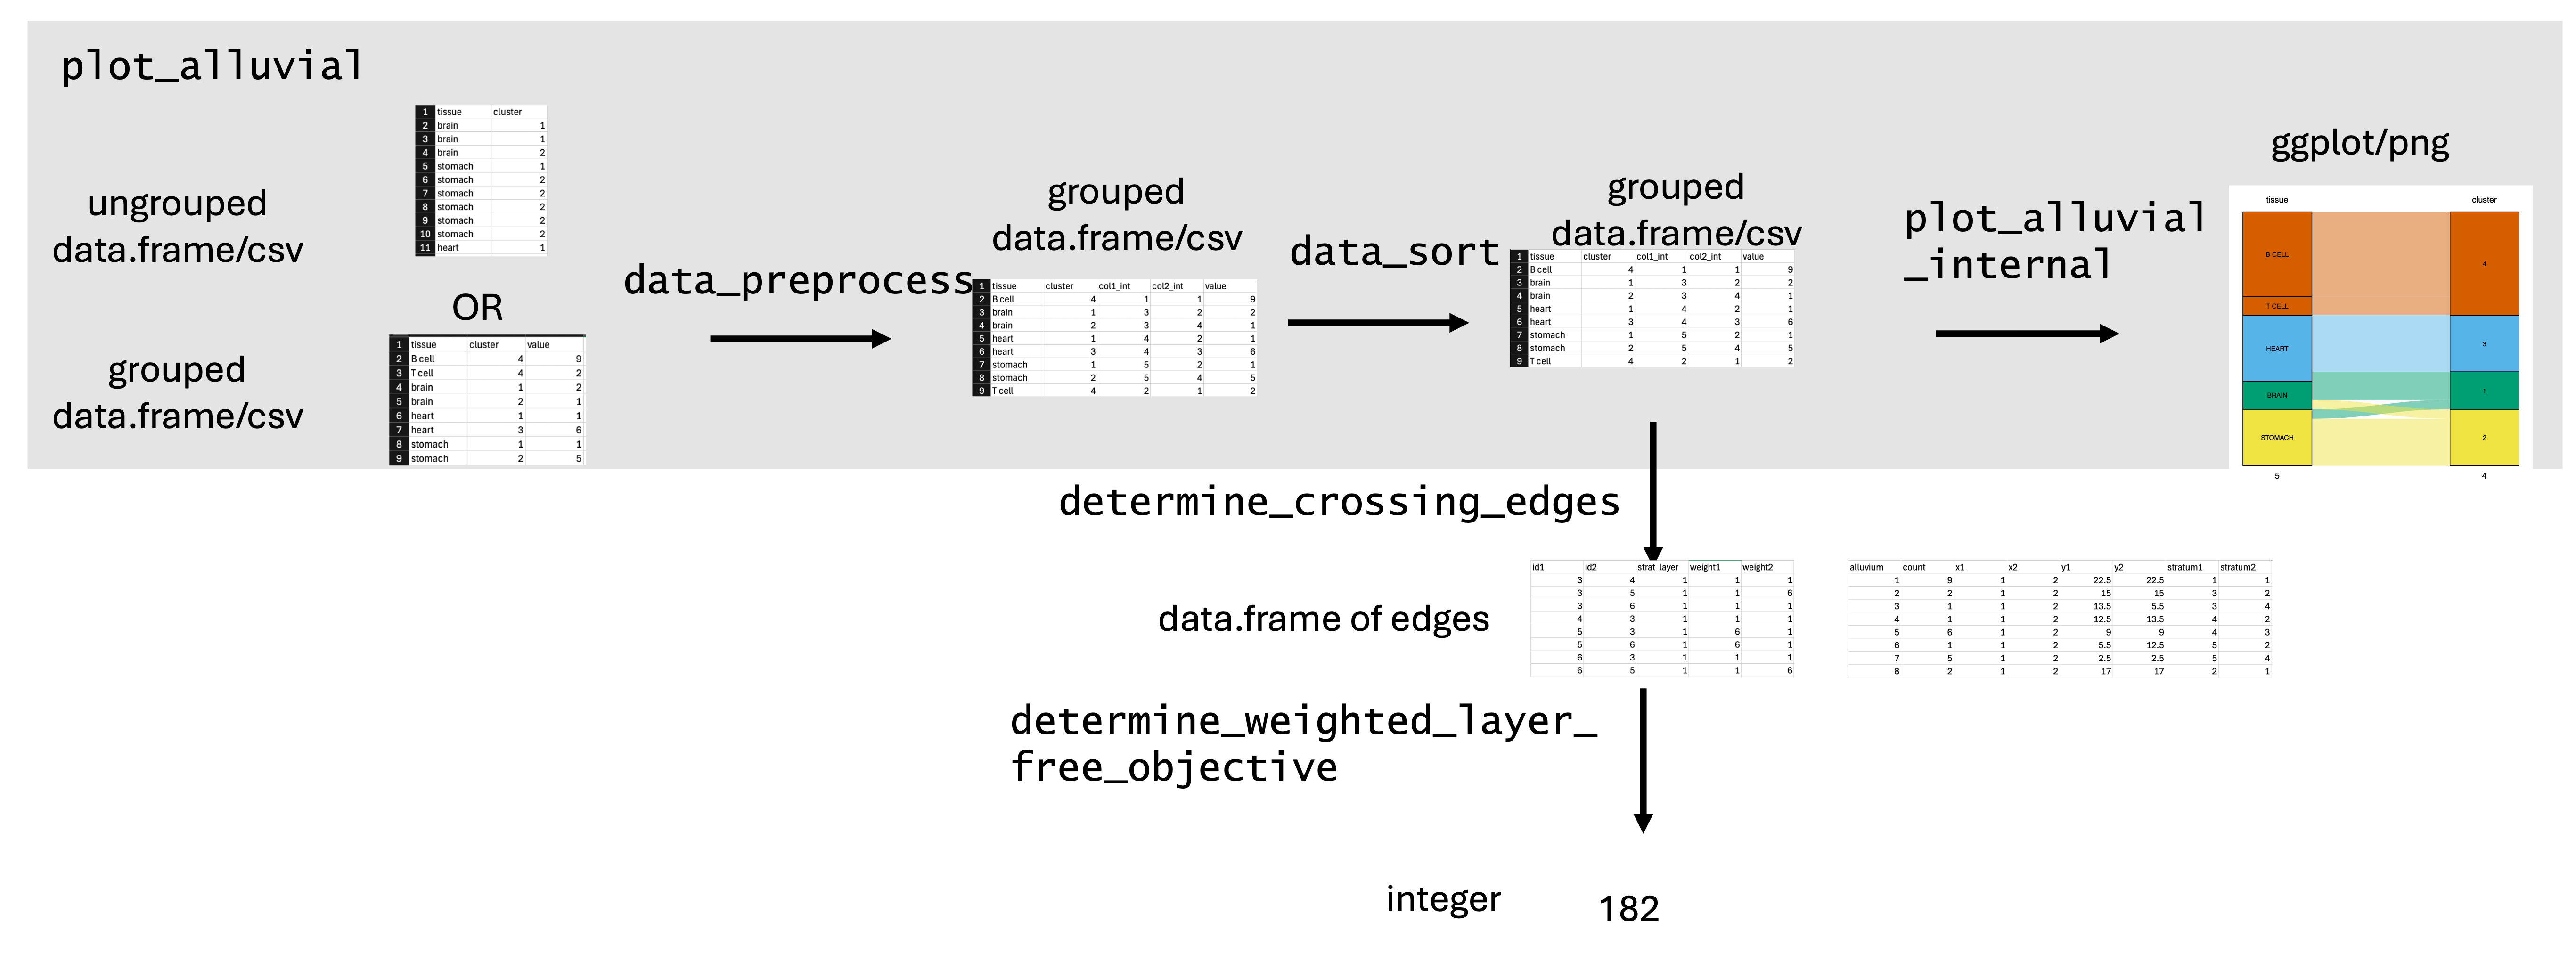 plot_alluvial
1 tissue cluster
2 brain 1
3 brain 1
4 brain 2
5 stomach 1
6 stomach 2
7 stomach 2
8 stomach 2
9 stomach 2
10 stomach 2
11 heart 1
ungrouped
data.frame/csv
OR
grouped
data.frame/csv
1 tissue cluster value
2 B cell 4 9
3 T cell 4 2
4 brain 1 2
5 brain 2 1
6 heart 1 1
7 heart 3 6
8 stomach 1 1
9 stomach 2 5
data_preprocess
grouped
data.frame/csv
1 tissue cluster col1_int col2_int value
2 B cell 4 1 1 9
3 brain 1 3 2 2
4 brain 2 3 4 1
5 heart 1 4 2 1
6 heart 3 4 3 6
7 stomach 1 5 2 1
8 stomach 2 5 4 5
9 T cell 4 2 1 2
data_sort
grouped
data.frame/csv
1 tissue cluster col1_int col2_int value
2 B cell 4 1 1 9
3 brain 1 3 2 2
4 brain 2 3 4 1
5 heart 1 4 2 1
6 heart 3 4 3 6
7 stomach 1 5 2 1
8 stomach 2 5 4 5
9 T cell 4 2 1 2
plot_alluvial
_internal
ggplot/png
tissue cluster
B CELL 4
T CELL
HEART 3
BRAIN 1
STOMACH 2
5 4
determine_crossing_edges
data.frame of edges
id1 id2 strat_layer weight1 weight2
3 4 1 1 1
3 5 1 1 6
3 6 1 1 1
4 3 1 1 1
5 3 1 6 1
5 6 1 6 1
6 3 1 1 1
6 5 1 1 6
alluvium count x1 x2 y1 y2 stratum1 stratum2
1 9 1 2 22.5 22.5 1 1
2 2 1 2 15 15 3 2
3 1 1 2 13.5 5.5 3 4
4 1 1 2 12.5 13.5 4 2
5 6 1 2 9 9 4 3
6 1 1 2 5.5 12.5 5 2
7 5 1 2 2.5 2.5 5 4
8 2 1 2 17 17 2 1
determine_weighted_layer_
free_objective
integer
182